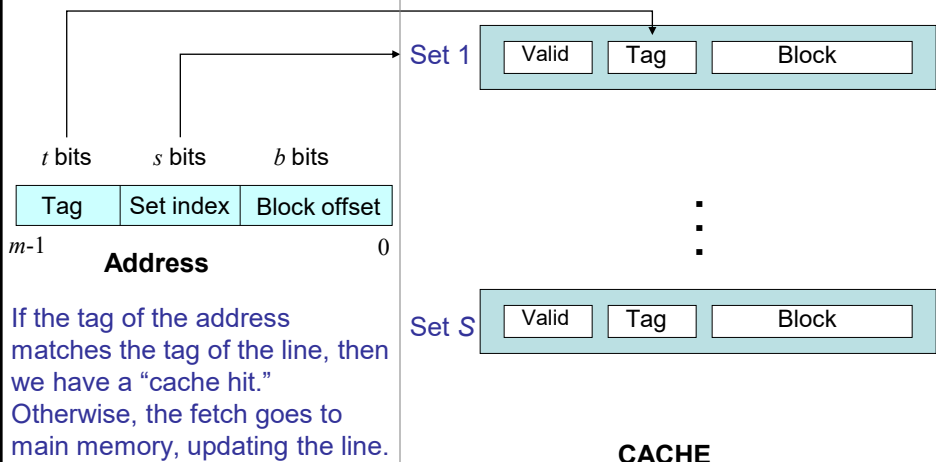 Set 1
Valid Tag Block
t bits s bits b bits
Tag Set index Block offset
m-1 0
Address
If the tag of the address
matches the tag of the line, then
we have a “cache hit.”
Otherwise, the fetch goes to
main memory, updating the line.
Set S
Valid Tag Block
CACHE